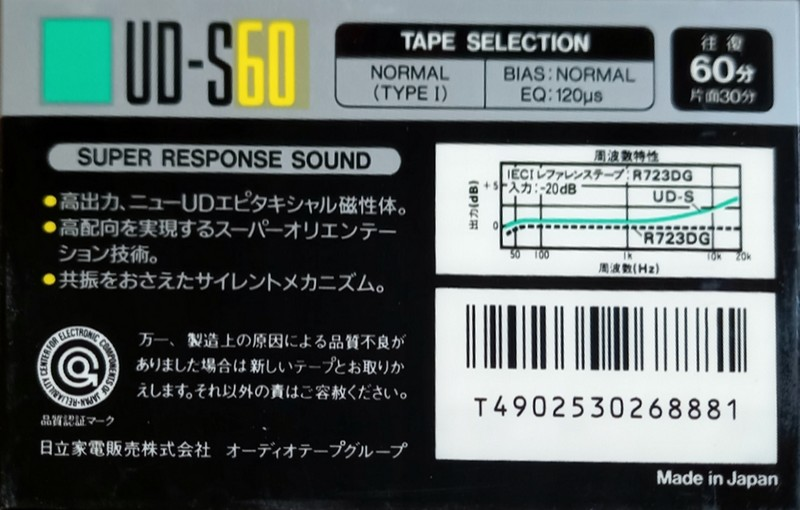 UD-S60
TAPE SELECTION
NORMAL
(TYPE I)
BIAS:NORMAL
EQ:120μs
往復
60分
片面30分
SUPER RESPONSE SOUND
●高出力、ニューUDエピタキシャル磁性体。
●高配向を実現するスーパーオリエンテー
ション技術。
●共振をおさえたサイレントメカニズム。
周波数特性
IECI レファレンステープ:R723DG
入力:-20dB
UD-S
R723DG
出力(dB)
+5
0
50 100 1k 10k 20k
周波数(Hz)
RELIABILITY CENTER FOR ELECTRONIC COMPONENTS OF JAPAN
品質認証マーク
万一、製造上の原因による品質不良が
ありました場合は新しいテープとお取りか
えします。それ以外の責はご容赦ください。
日立家電販売株式会社 オーディオテープグループ
T4902530268881
Made in Japan